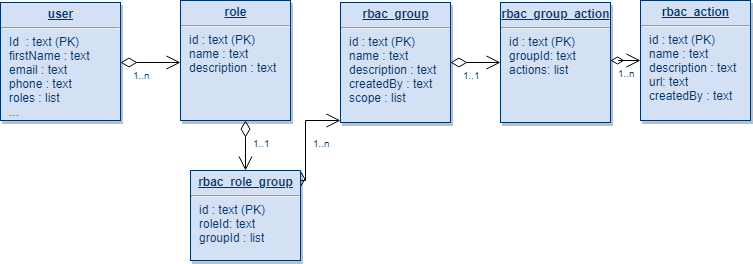 user
Id : text (PK)
firstName : text
email : text
phone : text
roles : list
...
1..n
role
id : text (PK)
name : text
description : text
1..1
rbac_role_group
id : text (PK)
roleId: text
groupId : list
1..n
rbac_group
id : text (PK)
name : text
description : text
createdBy : text
scope : list
1..1
rbac_group_action
id : text (PK)
groupId: text
actions: list
1..n
rbac_action
id : text (PK)
name : text
description : text
url: text
createdBy : text